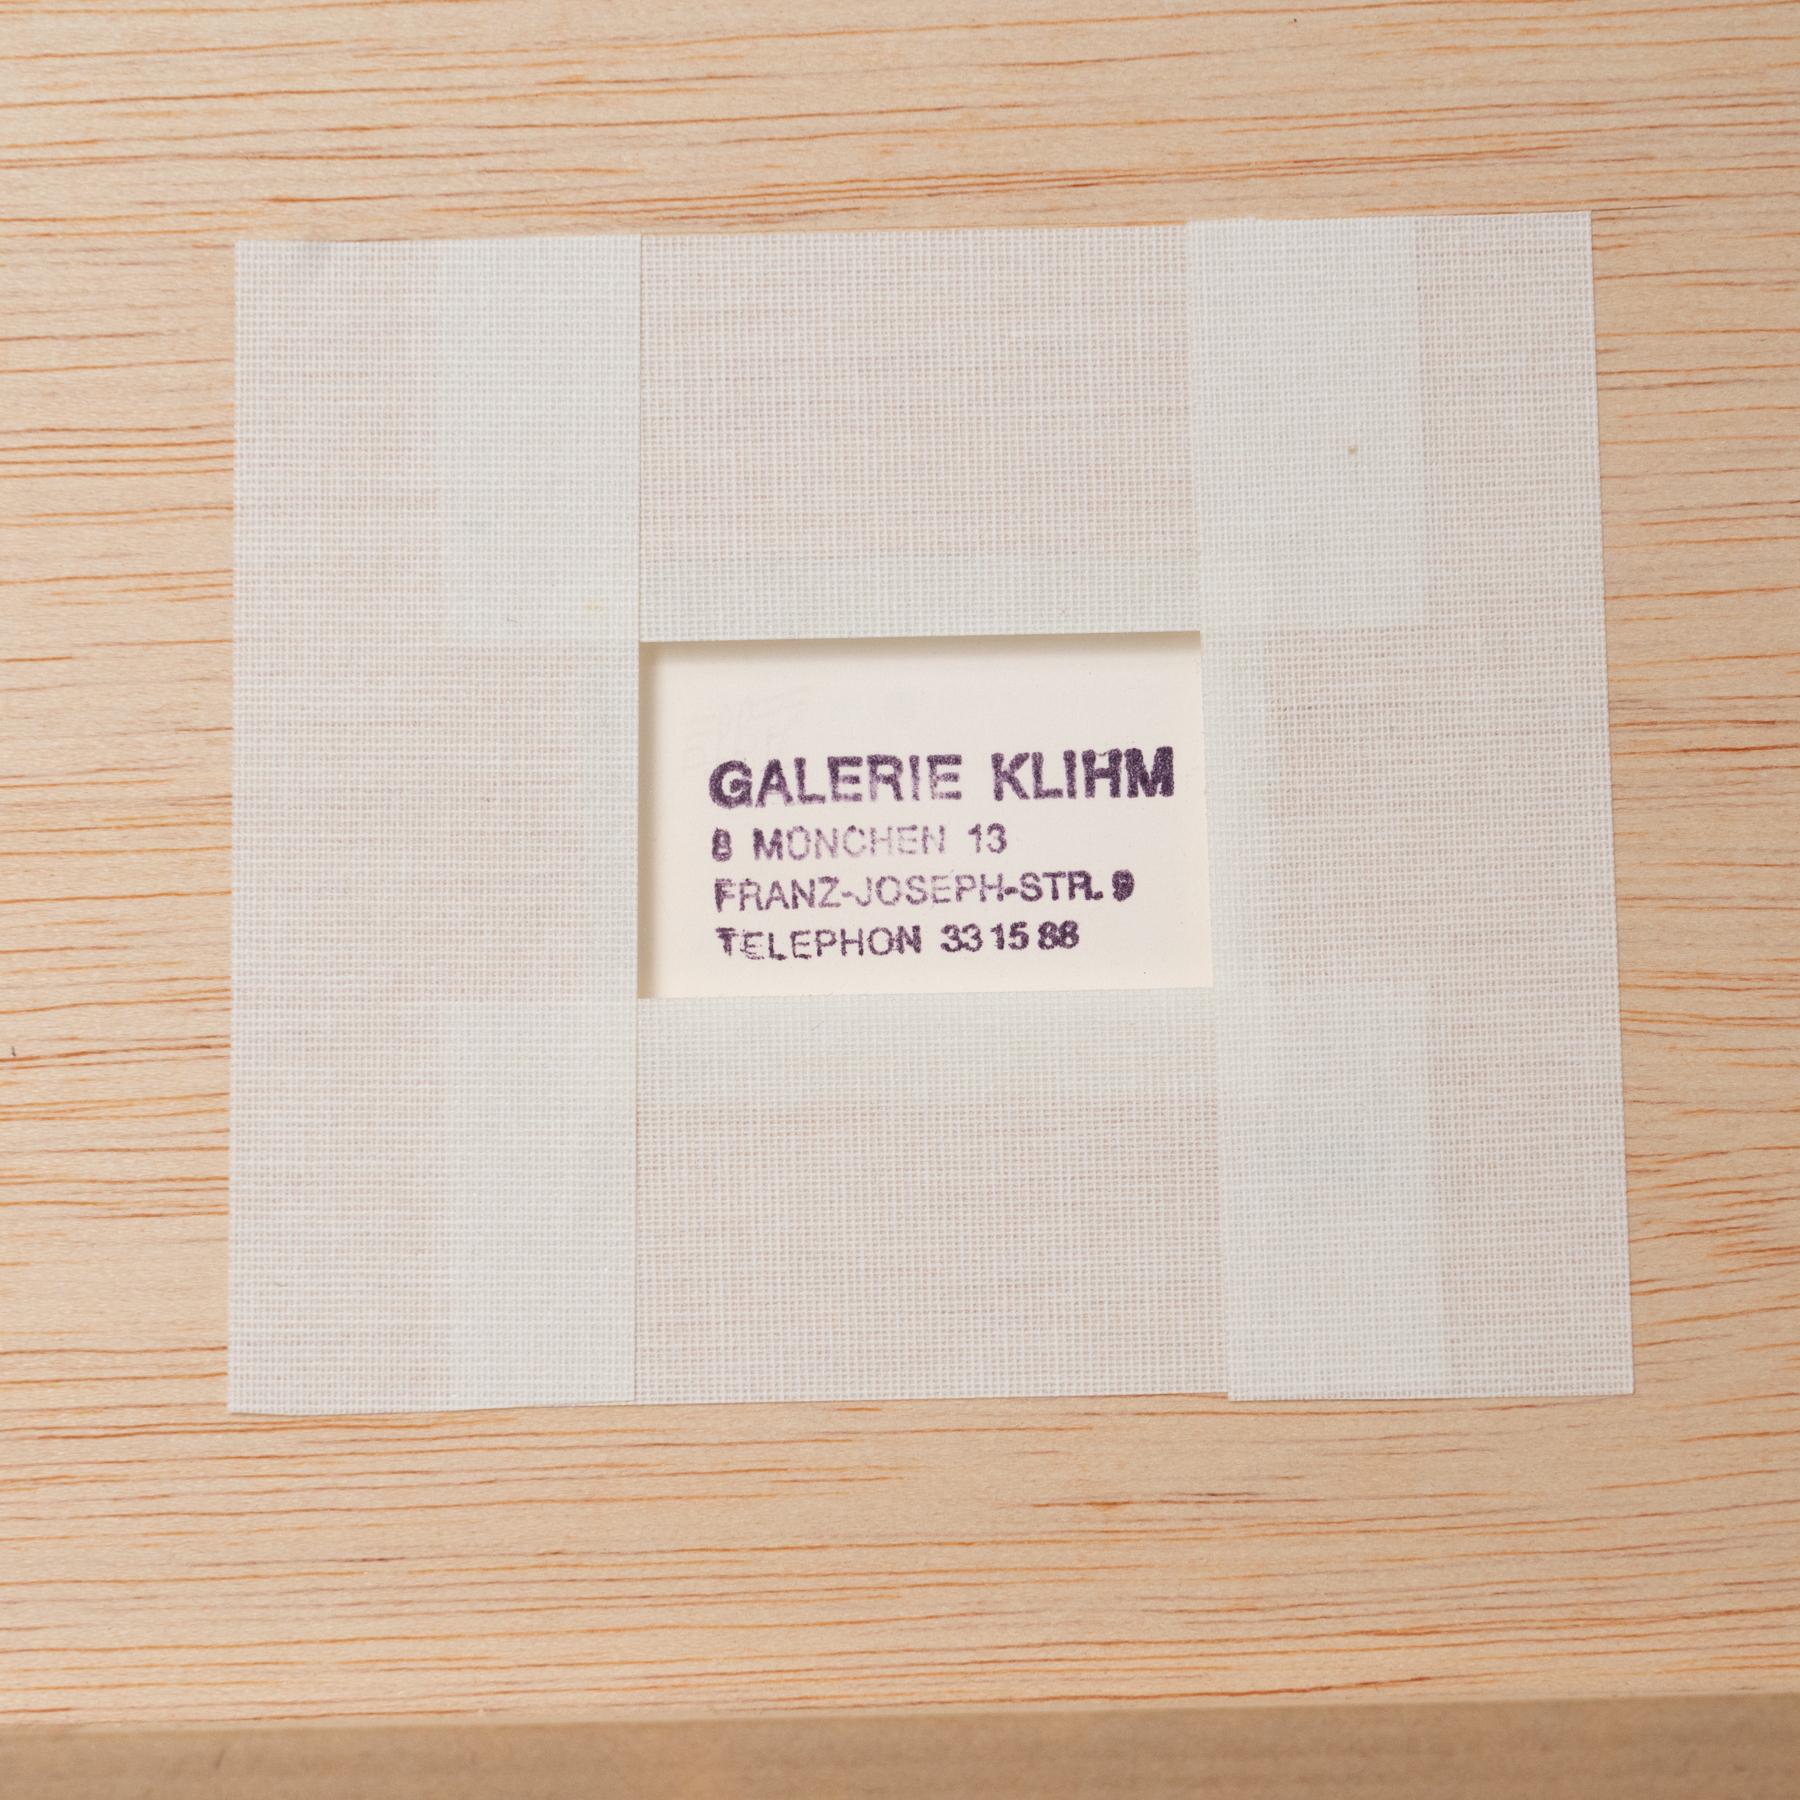 GALERIE KLIHM
8 MÜNCHEN 13
FRANZ-JOSEPH-STR. 9
TELEPHON 33 15 88